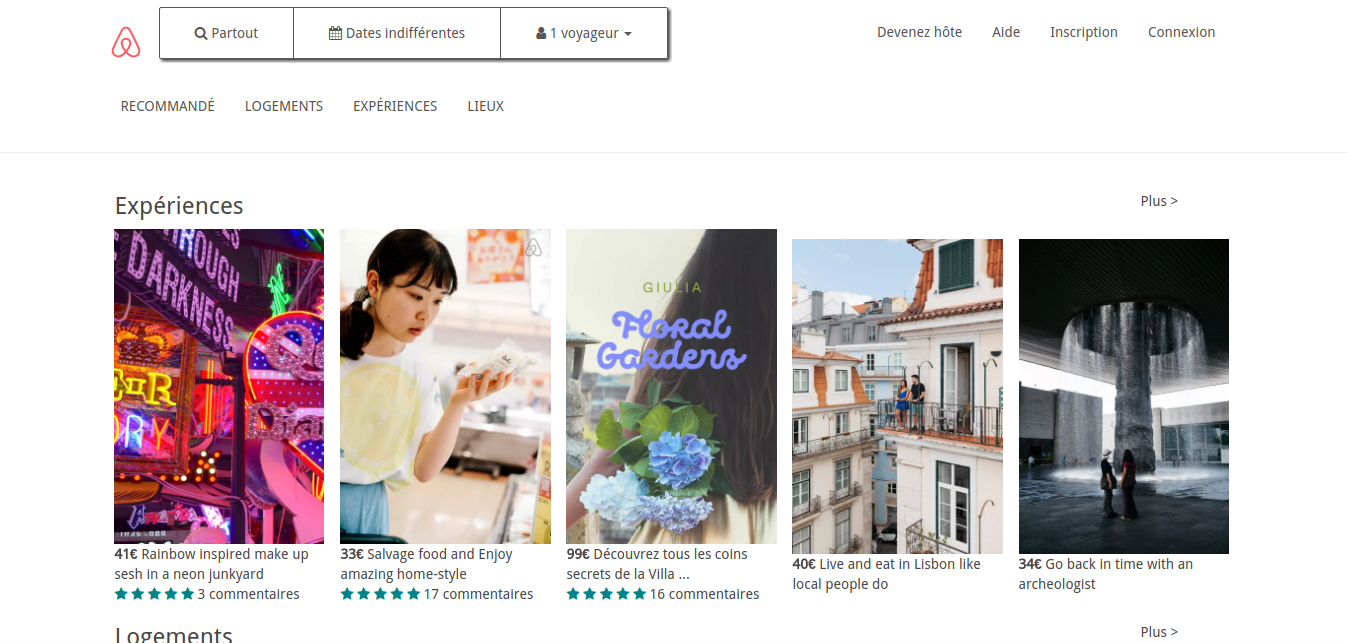 Partout
Dates indifférentes
1 voyageur
Devenez hôte
Aide
Inscription
Connexion
RECOMMANDÉ
LOGEMENTS
EXPÉRIENCES
LIEUX
Expériences
Plus >
THROUGH
DARKNESS
GIULIA
Floral
Gardens
41€ Rainbow inspired make up
sesh in a neon junkyard
3 commentaires
33€ Salvage food and Enjoy
amazing home-style
17 commentaires
99€ Découvrez tous les coins
secrets de la Villa ...
16 commentaires
40€ Live and eat in Lisbon like
local people do
34€ Go back in time with an
archeologist
Logements
Plus >